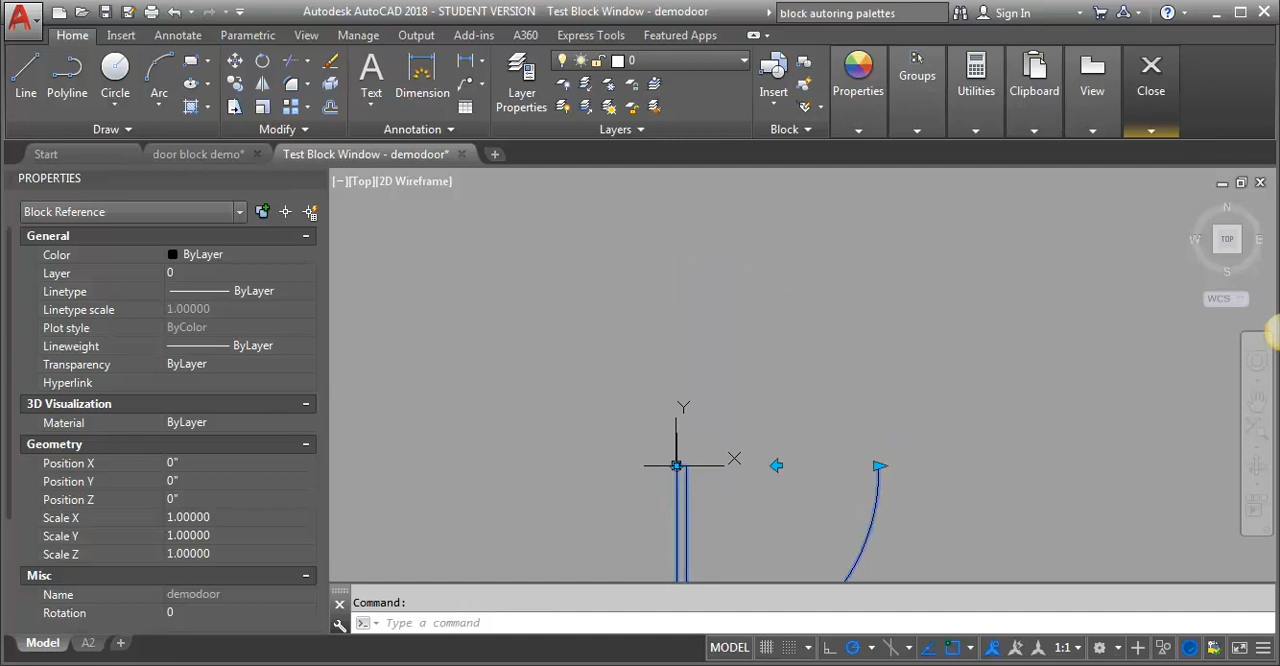 Autodesk AutoCAD 2018 - STUDENT VERSION Test Block Window - demodoor
block autoring palettes
Sign In
Home Insert Annotate Parametric View Manage Output Add-ins A360 Express Tools Featured Apps
Line Polyline Circle Arc
Text Dimension
Layer Properties
0
Insert
Properties
Groups
Utilities
Clipboard
View
Close
Draw Modify Annotation Layers Block
Start door block demo* Test Block Window - demodoor*
PROPERTIES
[−][Top][2D Wireframe]
Block Reference
General
Color ByLayer
Layer 0
Linetype ByLayer
Linetype scale 1.00000
Plot style ByColor
Lineweight ByLayer
Transparency ByLayer
Hyperlink
3D Visualization
Material ByLayer
Geometry
Position X 0"
Position Y 0"
Position Z 0"
Scale X 1.00000
Scale Y 1.00000
Scale Z 1.00000
Misc
Name demodoor
Rotation 0
N
W TOP E
S
WCS
Y
X
Command:
Type a command
Model A2
MODEL 1:1